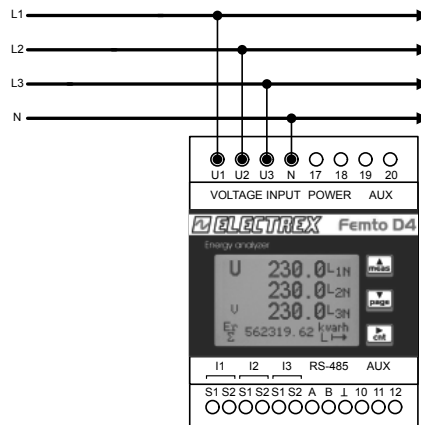 L1
L2
L3
N
U1 U2 U3 N 17 18 19 20
VOLTAGE INPUT POWER AUX
ELECTREX Femto D4
Energy analyzer
U 230.0 L1N
meas
230.0 L2N
U 230.0 L3N
page
Er Σ 562319.62 kvarh
L
cnt
I1 I2 I3 RS-485 AUX
S1 S2 S1 S2 S1 S2 A B ⊥ 10 11 12